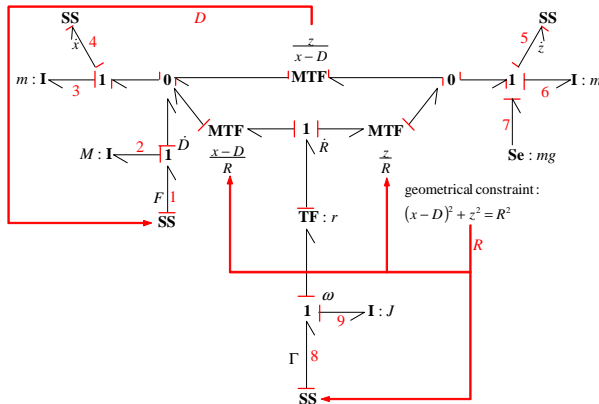 D
SS
SS
4
ẋ
z/(x−D)
5
ż
m : I
3
1
0
MTF
0
1
6
I : m
7
M : I
2
1
Ḋ
MTF
1
MTF
(x−D)/R
Ṙ
z/R
Se : mg
F
1
SS
TF : r
geometrical constraint :
(x−D)² + z² = R²
R
ω
1
9
I : J
Γ
8
SS